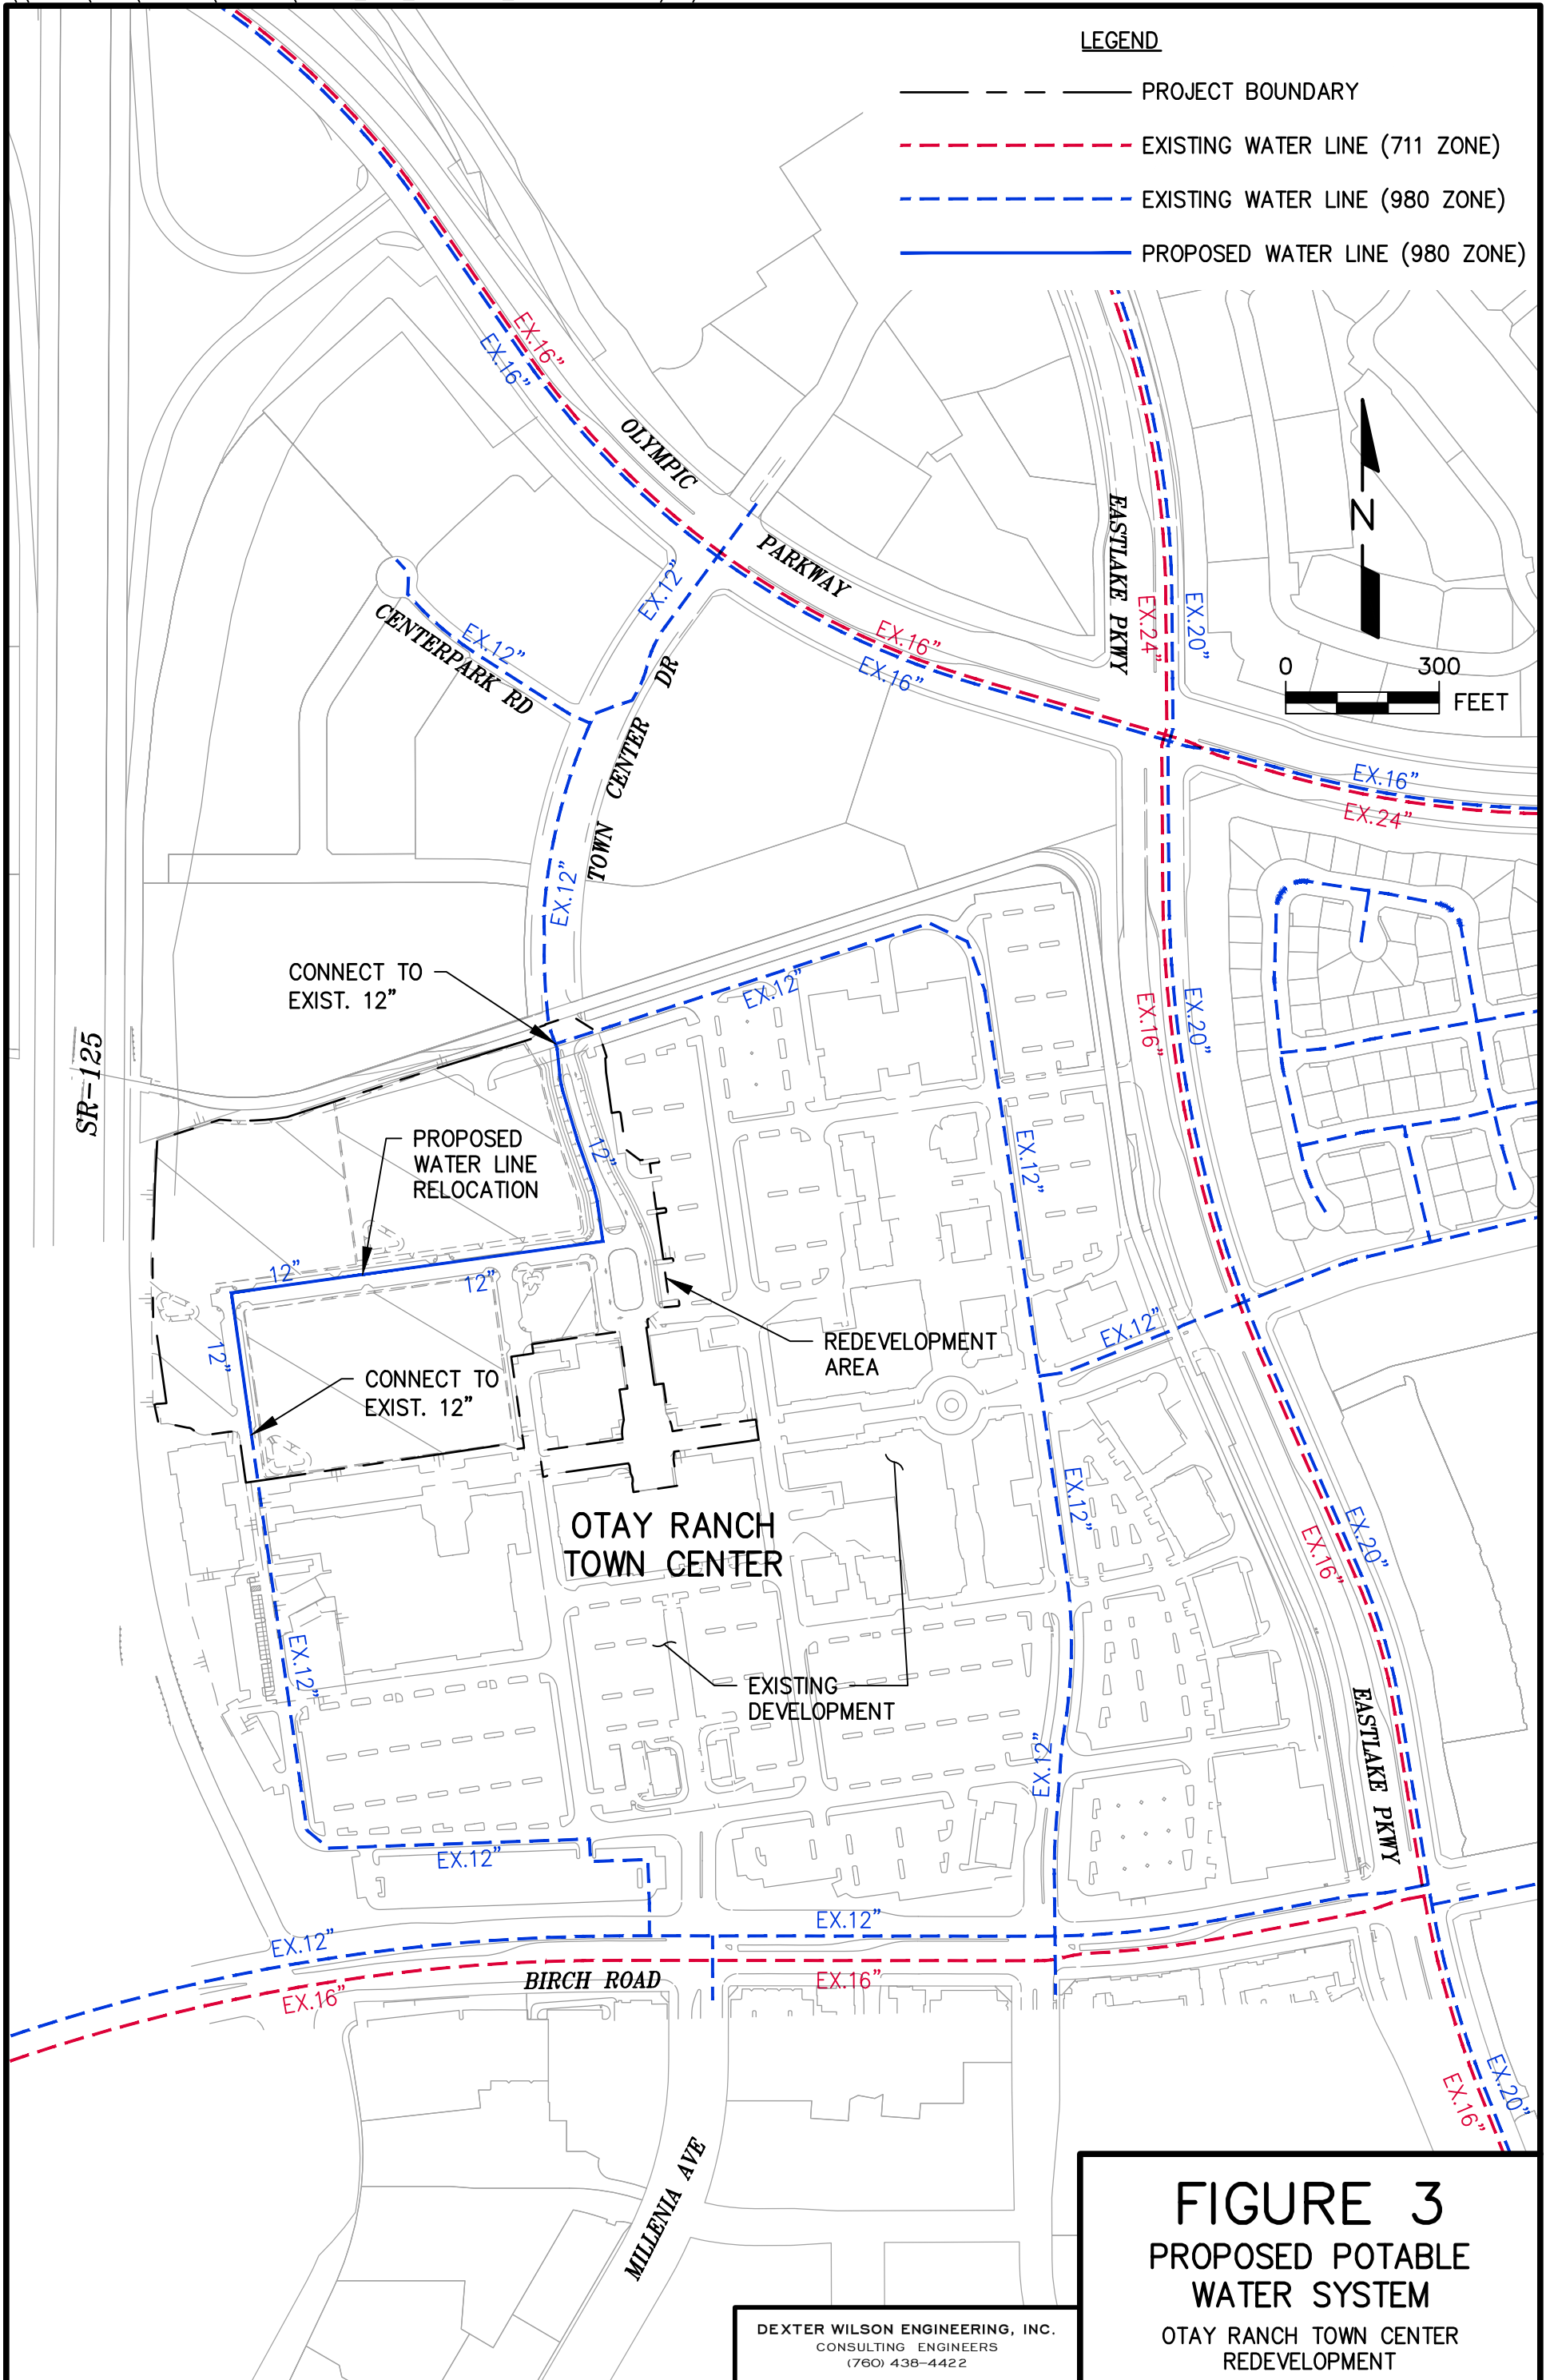 LEGEND
PROJECT BOUNDARY
EXISTING WATER LINE (711 ZONE)
EXISTING WATER LINE (980 ZONE)
PROPOSED WATER LINE (980 ZONE)
EX.16"
EX.16"
OLYMPIC
PARKWAY
EASTLAKE PKWY
N
0 300
FEET
EX.12"
EX.12"
CENTERPARK RD
TOWN CENTER DR
EX.16"
EX.16"
EX.24"
EX.20"
EX.16"
EX.24"
EX.12"
CONNECT TO
EXIST. 12"
EX.12"
EX.16"
EX.20"
SR-125
PROPOSED
WATER LINE
RELOCATION
12"
EX.12"
12"
12"
12"
REDEVELOPMENT
AREA
EX.12"
CONNECT TO
EXIST. 12"
OTAY RANCH
TOWN CENTER
EX.12"
EX.16"
EX.20"
EX.12"
EXISTING
DEVELOPMENT
EX.12"
EASTLAKE PKWY
EX.12"
EX.12"
EX.12"
EX.16"
BIRCH ROAD
EX.16"
EX.16"
EX.20"
MILLENIA AVE
FIGURE 3
PROPOSED POTABLE
WATER SYSTEM
OTAY RANCH TOWN CENTER
REDEVELOPMENT
DEXTER WILSON ENGINEERING, INC.
CONSULTING ENGINEERS
(760) 438-4422